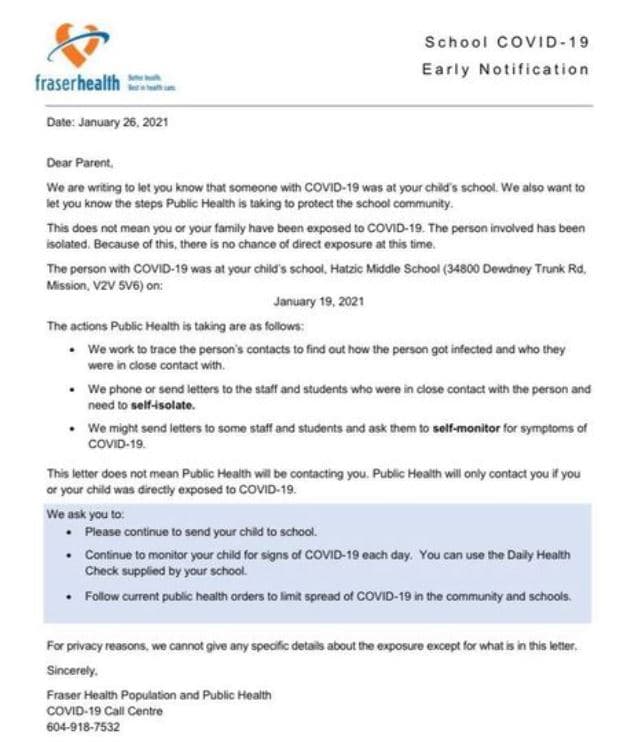 fraserhealth
Better health.
Best in health care.
School COVID-19
Early Notification
Date: January 26, 2021
Dear Parent,
We are writing to let you know that someone with COVID-19 was at your child's school. We also want to
let you know the steps Public Health is taking to protect the school community.
This does not mean you or your family have been exposed to COVID-19. The person involved has been
isolated. Because of this, there is no chance of direct exposure at this time.
The person with COVID-19 was at your child's school, Hatzic Middle School (34800 Dewdney Trunk Rd,
Mission, V2V 5V6) on:
January 19, 2021
The actions Public Health is taking are as follows:
• We work to trace the person's contacts to find out how the person got infected and who they
were in close contact with.
• We phone or send letters to the staff and students who were in close contact with the person and
need to self-isolate.
• We might send letters to some staff and students and ask them to self-monitor for symptoms of
COVID-19.
This letter does not mean Public Health will be contacting you. Public Health will only contact you if you
or your child was directly exposed to COVID-19.
We ask you to:
• Please continue to send your child to school.
• Continue to monitor your child for signs of COVID-19 each day. You can use the Daily Health
Check supplied by your school.
• Follow current public health orders to limit spread of COVID-19 in the community and schools.
For privacy reasons, we cannot give any specific details about the exposure except for what is in this letter.
Sincerely,
Fraser Health Population and Public Health
COVID-19 Call Centre
604-918-7532